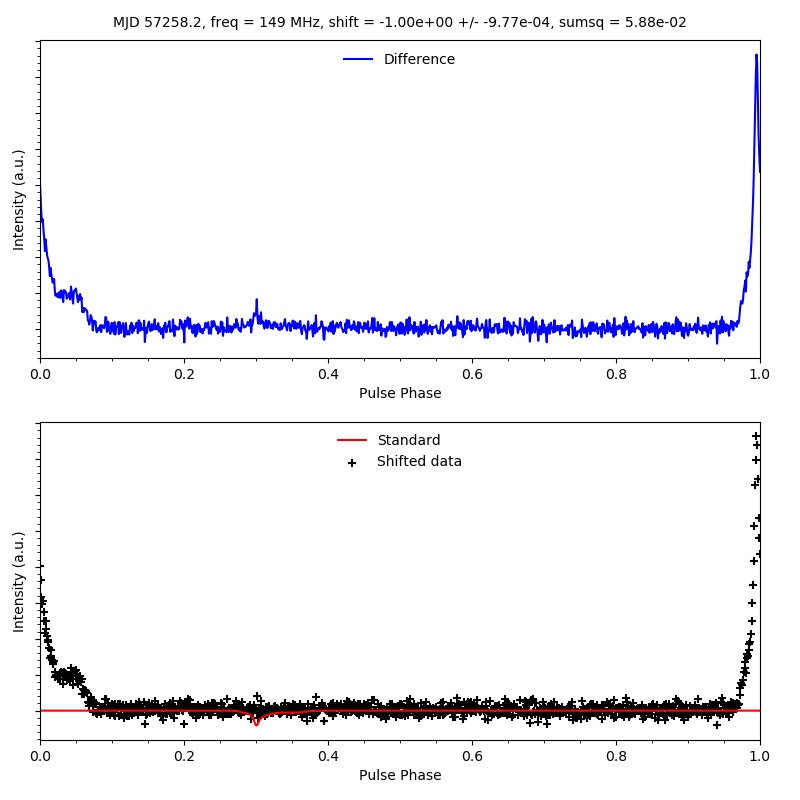 MJD 57258.2, freq = 149 MHz, shift = -1.00e+00 +/- -9.77e-04, sumsq = 5.88e-02
Difference
Intensity (a.u.)
0.0 0.2 0.4 0.6 0.8 1.0
Pulse Phase
Standard
Shifted data
Intensity (a.u.)
0.0 0.2 0.4 0.6 0.8 1.0
Pulse Phase